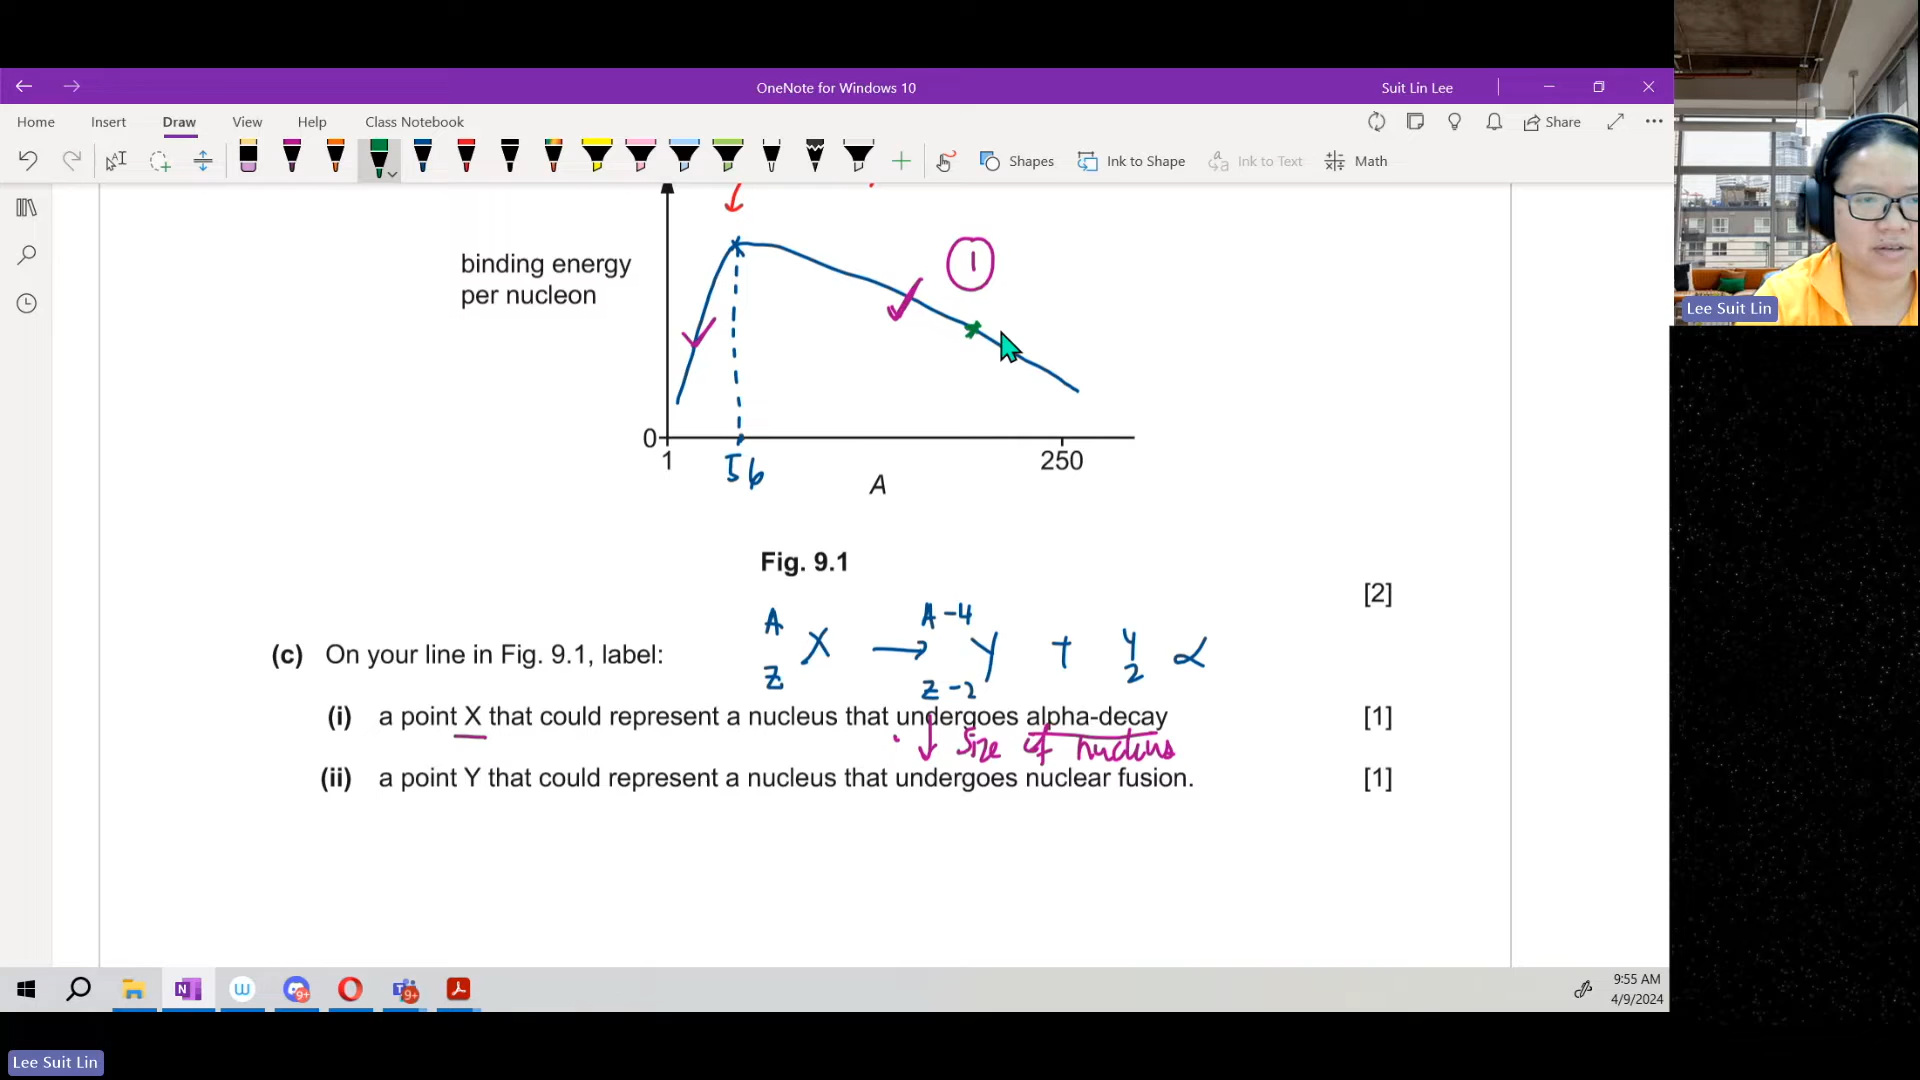 OneNote for Windows 10
Suit Lin Lee
Home Insert Draw View Help Class Notebook
Share
Shapes Ink to Shape Ink to Text Math
Lee Suit Lin
binding energy
per nucleon
1
0
1 56 250
A
Fig. 9.1
[2]
A A-4 4
X → Y + α
Z Z-2 2
(c) On your line in Fig. 9.1, label:
(i) a point X that could represent a nucleus that undergoes alpha-decay [1]
↓ size of nucleus
(ii) a point Y that could represent a nucleus that undergoes nuclear fusion. [1]
9:55 AM
4/9/2024
Lee Suit Lin